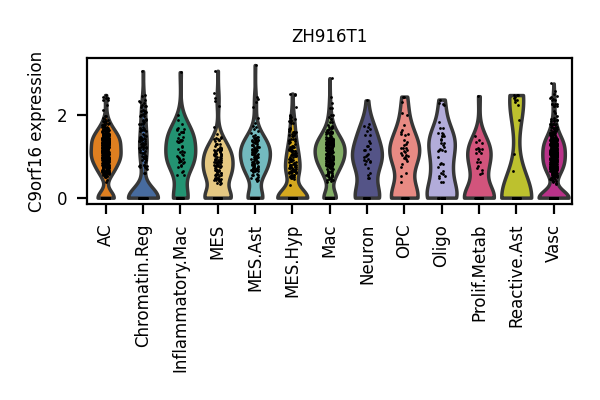 ZH916T1
C9orf16 expression
2
0
AC
Chromatin.Reg
Inflammatory.Mac
MES
MES.Ast
MES.Hyp
Mac
Neuron
OPC
Oligo
Prolif.Metab
Reactive.Ast
Vasc